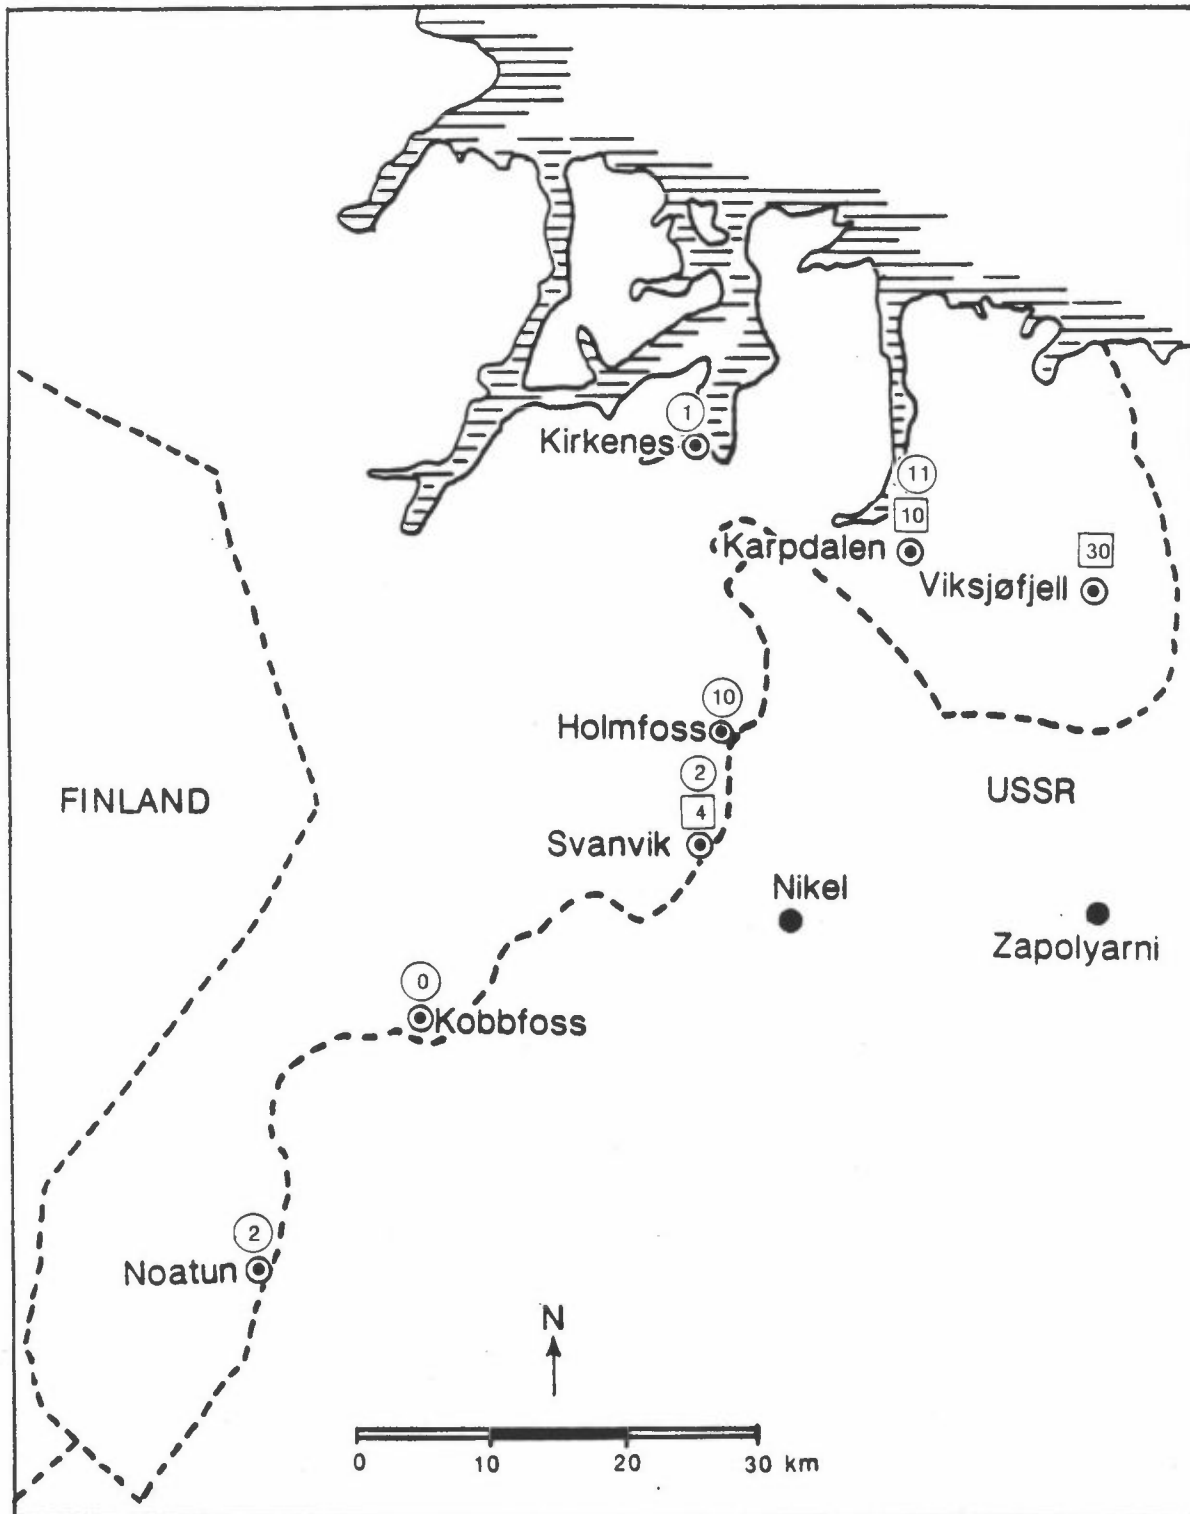 1
Kirkenes
11
10
Karpdalen
30
Viksjøfjell
10
Holmfoss
2
4
Svanvik
FINLAND
USSR
Nikel
Zapolyarni
0
Kobbfoss
2
Noatun
N
0 10 20 30 km